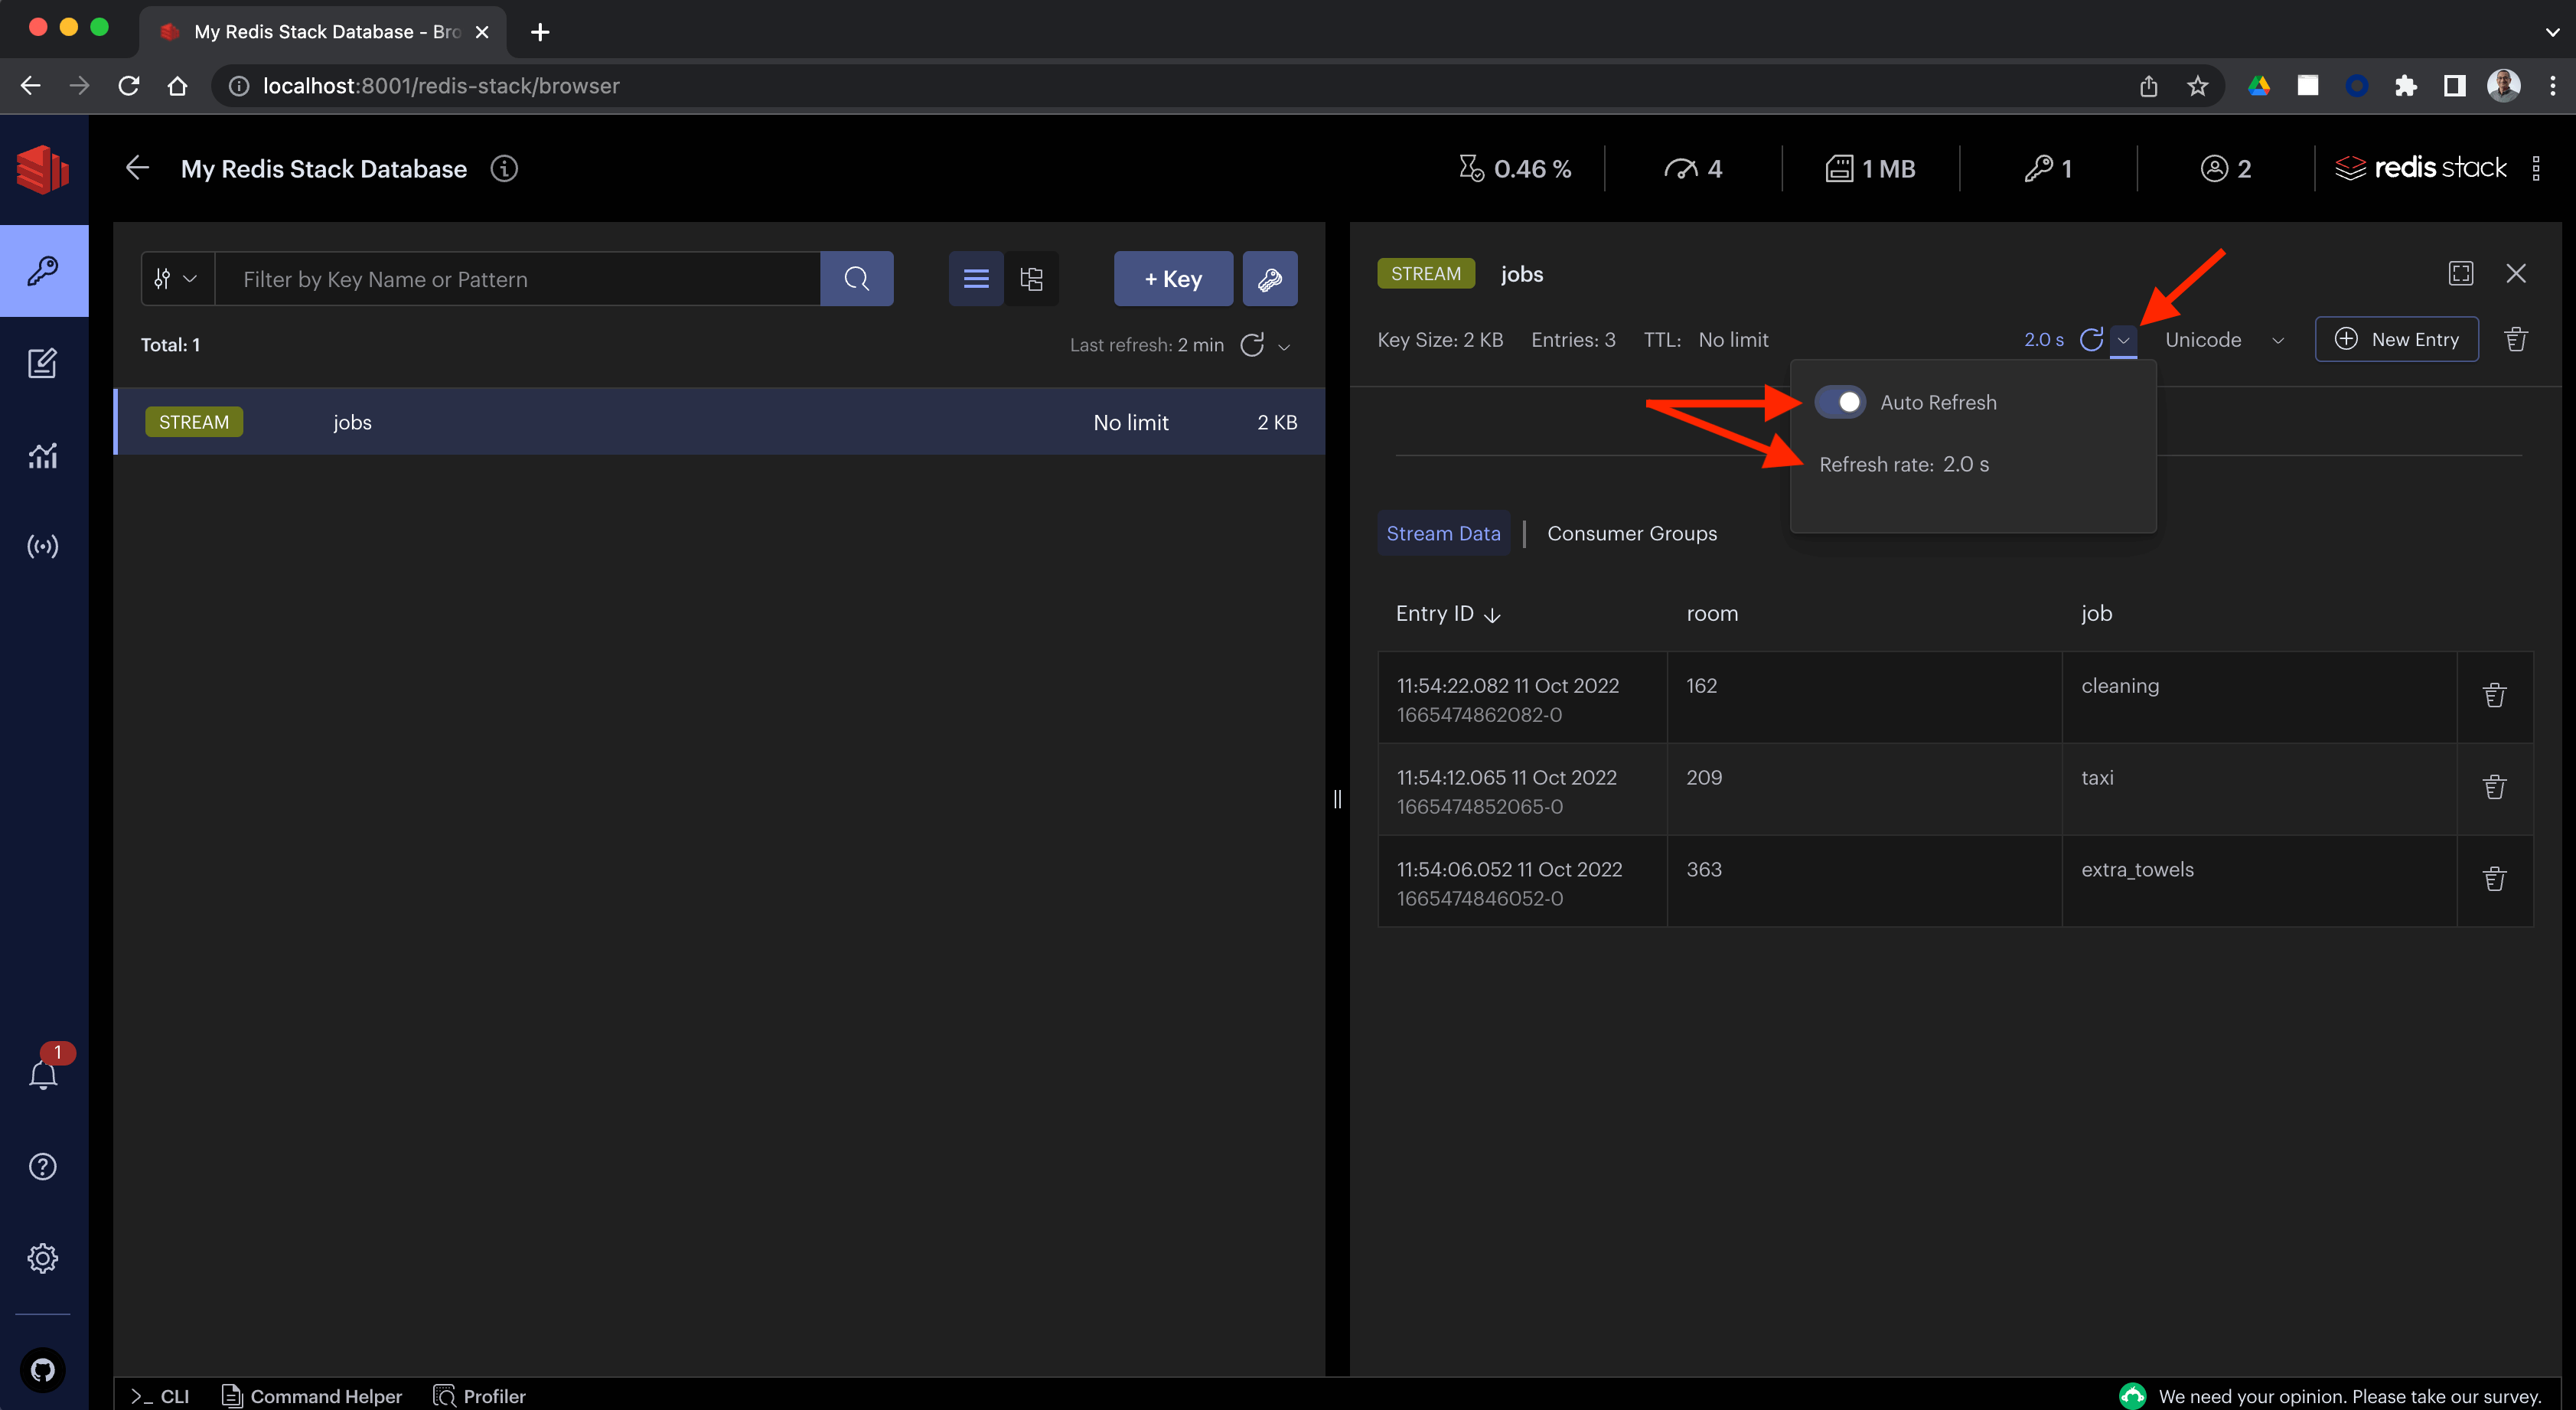 My Redis Stack Database - Bro
localhost:8001/redis-stack/browser
My Redis Stack Database
0.46 %
4
1 MB
1
2
redis stack
Filter by Key Name or Pattern
+ Key
Total: 1
Last refresh: 2 min
STREAM jobs No limit 2 KB
STREAM jobs
Key Size: 2 KB Entries: 3 TTL: No limit
2.0 s
Unicode
New Entry
Auto Refresh
Refresh rate: 2.0 s
Stream Data | Consumer Groups
Entry ID room job
11:54:22.082 11 Oct 2022 162 cleaning
1665474862082-0
11:54:12.065 11 Oct 2022 209 taxi
1665474852065-0
11:54:06.052 11 Oct 2022 363 extra_towels
1665474846052-0
1
>_ CLI
Command Helper
Profiler
We need your opinion. Please take our survey.